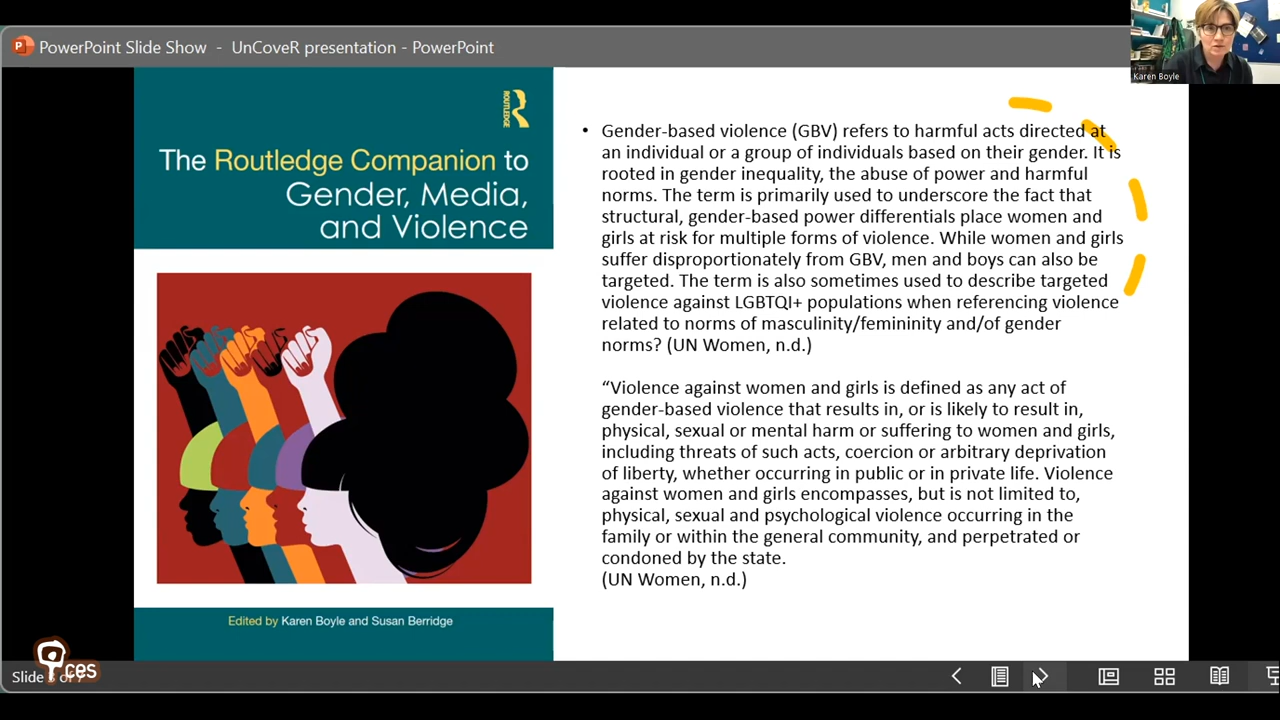 PowerPoint Slide Show - UnCoveR presentation - PowerPoint
Karen Boyle
ROUTLEDGE
The Routledge Companion to
Gender, Media,
and Violence
Edited by Karen Boyle and Susan Berridge
• Gender-based violence (GBV) refers to harmful acts directed at
an individual or a group of individuals based on their gender. It is
rooted in gender inequality, the abuse of power and harmful
norms. The term is primarily used to underscore the fact that
structural, gender-based power differentials place women and
girls at risk for multiple forms of violence. While women and girls
suffer disproportionately from GBV, men and boys can also be
targeted. The term is also sometimes used to describe targeted
violence against LGBTQI+ populations when referencing violence
related to norms of masculinity/femininity and/of gender
norms? (UN Women, n.d.)
“Violence against women and girls is defined as any act of
gender-based violence that results in, or is likely to result in,
physical, sexual or mental harm or suffering to women and girls,
including threats of such acts, coercion or arbitrary deprivation
of liberty, whether occurring in public or in private life. Violence
against women and girls encompasses, but is not limited to,
physical, sexual and psychological violence occurring in the
family or within the general community, and perpetrated or
condoned by the state.
(UN Women, n.d.)
ces
Slide of 7